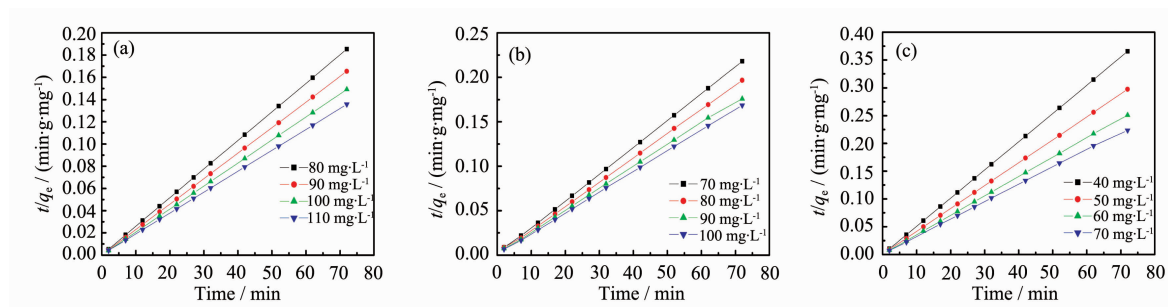 (a)
t/qe / (min·g·mg-1)
0.20
0.18
0.16
0.14
0.12
0.10
0.08
0.06
0.04
0.02
0.00
80 mg·L-1
90 mg·L-1
100 mg·L-1
110 mg·L-1
0 10 20 30 40 50 60 70 80
Time / min
(b)
t/qe / (min·g·mg-1)
0.20
0.15
0.10
0.05
0.00
70 mg·L-1
80 mg·L-1
90 mg·L-1
100 mg·L-1
0 10 20 30 40 50 60 70 80
Time / min
(c)
t/qe / (min·g·mg-1)
0.40
0.35
0.30
0.25
0.20
0.15
0.10
0.05
0.00
40 mg·L-1
50 mg·L-1
60 mg·L-1
70 mg·L-1
0 10 20 30 40 50 60 70 80
Time / min